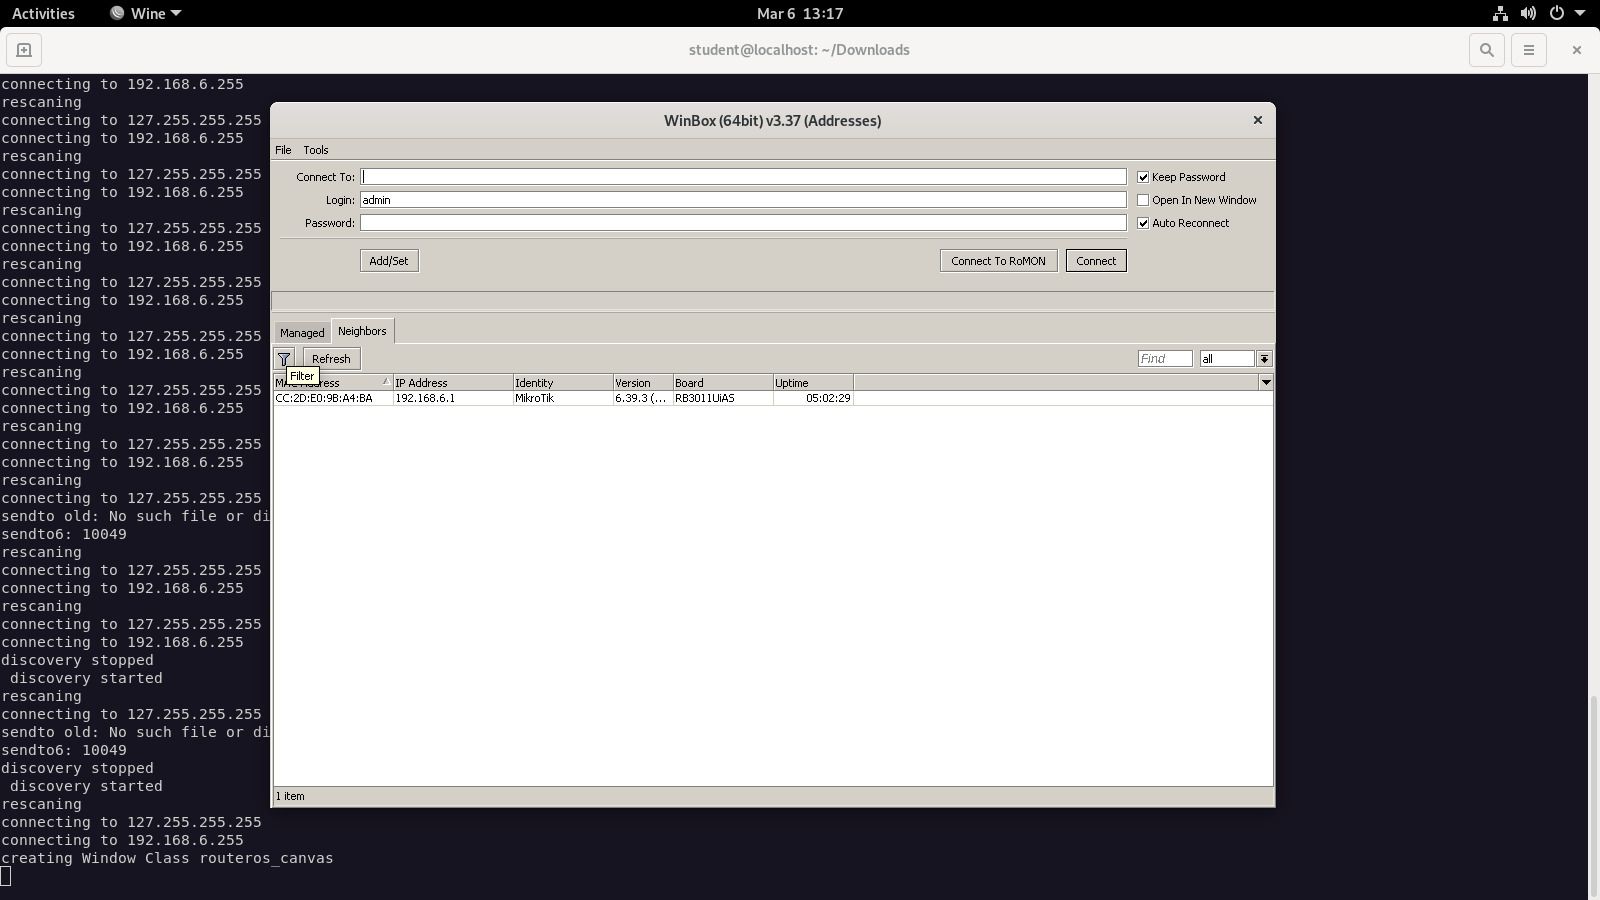 Activities
Wine
Mar 6 13:17
student@localhost: ~/Downloads
connecting to 192.168.6.255
rescaning
connecting to 127.255.255.255
connecting to 192.168.6.255
rescaning
connecting to 127.255.255.255
connecting to 192.168.6.255
rescaning
connecting to 127.255.255.255
connecting to 192.168.6.255
rescaning
connecting to 127.255.255.255
connecting to 192.168.6.255
rescaning
connecting to 127.255.255.255
connecting to 192.168.6.255
rescaning
connecting to 127.255.255.255
connecting to 192.168.6.255
rescaning
connecting to 127.255.255.255
connecting to 192.168.6.255
rescaning
connecting to 127.255.255.255
sendto old: No such file or di
sendto6: 10049
rescaning
connecting to 127.255.255.255
connecting to 192.168.6.255
rescaning
connecting to 127.255.255.255
connecting to 192.168.6.255
discovery stopped
discovery started
rescaning
connecting to 127.255.255.255
sendto old: No such file or di
sendto6: 10049
discovery stopped
discovery started
rescaning
connecting to 127.255.255.255
connecting to 192.168.6.255
creating Window Class routeros_canvas
WinBox (64bit) v3.37 (Addresses)
File Tools
Connect To:
Keep Password
Login: admin
Open In New Window
Password:
Auto Reconnect
Add/Set
Connect To RoMON
Connect
Managed Neighbors
Refresh
Find
all
Filter
IP Address Identity Version Board Uptime
CC:2D:E0:9B:A4:BA 192.168.6.1 MikroTik 6.39.3 (... RB3011UiAS 05:02:29
1 item